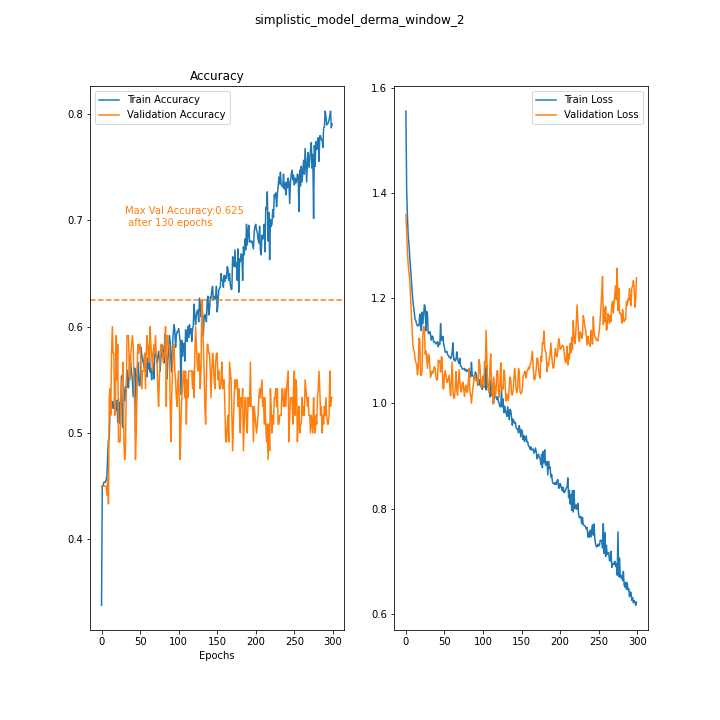 simplistic_model_derma_window_2
Accuracy
Train Accuracy
Validation Accuracy
Max Val Accuracy:0.625
after 130 epochs
0.8
0.7
0.6
0.5
0.4
0 50 100 150 200 250 300
Epochs
Train Loss
Validation Loss
1.6
1.4
1.2
1.0
0.8
0.6
0 50 100 150 200 250 300